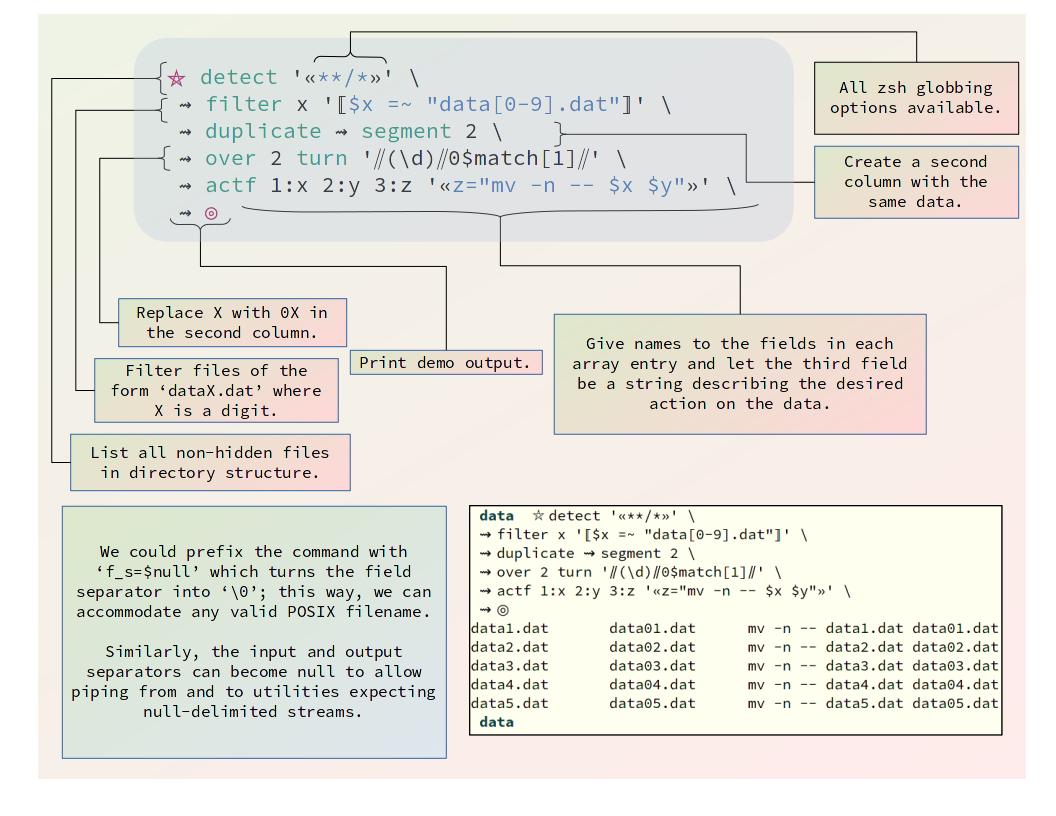 ☆ detect '«**/*»' \
⇝ filter x '⟦$x =~ "data[0-9].dat"⟧' \
⇝ duplicate ⇝ segment 2 \
⇝ over 2 turn '⫽(\d)⫽0$match[1]⫽' \
⇝ actf 1:x 2:y 3:z '«z="mv -n -- $x $y"»' \
⇝ ◎
All zsh globbing
options available.
Create a second
column with the
same data.
Replace X with 0X in
the second column.
Print demo output.
Filter files of the
form ‘dataX.dat’ where
X is a digit.
List all non-hidden files
in directory structure.
Give names to the fields in each
array entry and let the third field
be a string describing the desired
action on the data.
We could prefix the command with
‘f_s=$null’ which turns the field
separator into ‘\0’; this way, we can
accommodate any valid POSIX filename.
Similarly, the input and output
separators can become null to allow
piping from and to utilities expecting
null-delimited streams.
data ☆ detect '«**/*»' \
⇝ filter x '⟦$x =~ "data[0-9].dat"⟧' \
⇝ duplicate ⇝ segment 2 \
⇝ over 2 turn '⫽(\d)⫽0$match[1]⫽' \
⇝ actf 1:x 2:y 3:z '«z="mv -n -- $x $y"»' \
⇝ ◎
data1.dat data01.dat mv -n -- data1.dat data01.dat
data2.dat data02.dat mv -n -- data2.dat data02.dat
data3.dat data03.dat mv -n -- data3.dat data03.dat
data4.dat data04.dat mv -n -- data4.dat data04.dat
data5.dat data05.dat mv -n -- data5.dat data05.dat
data